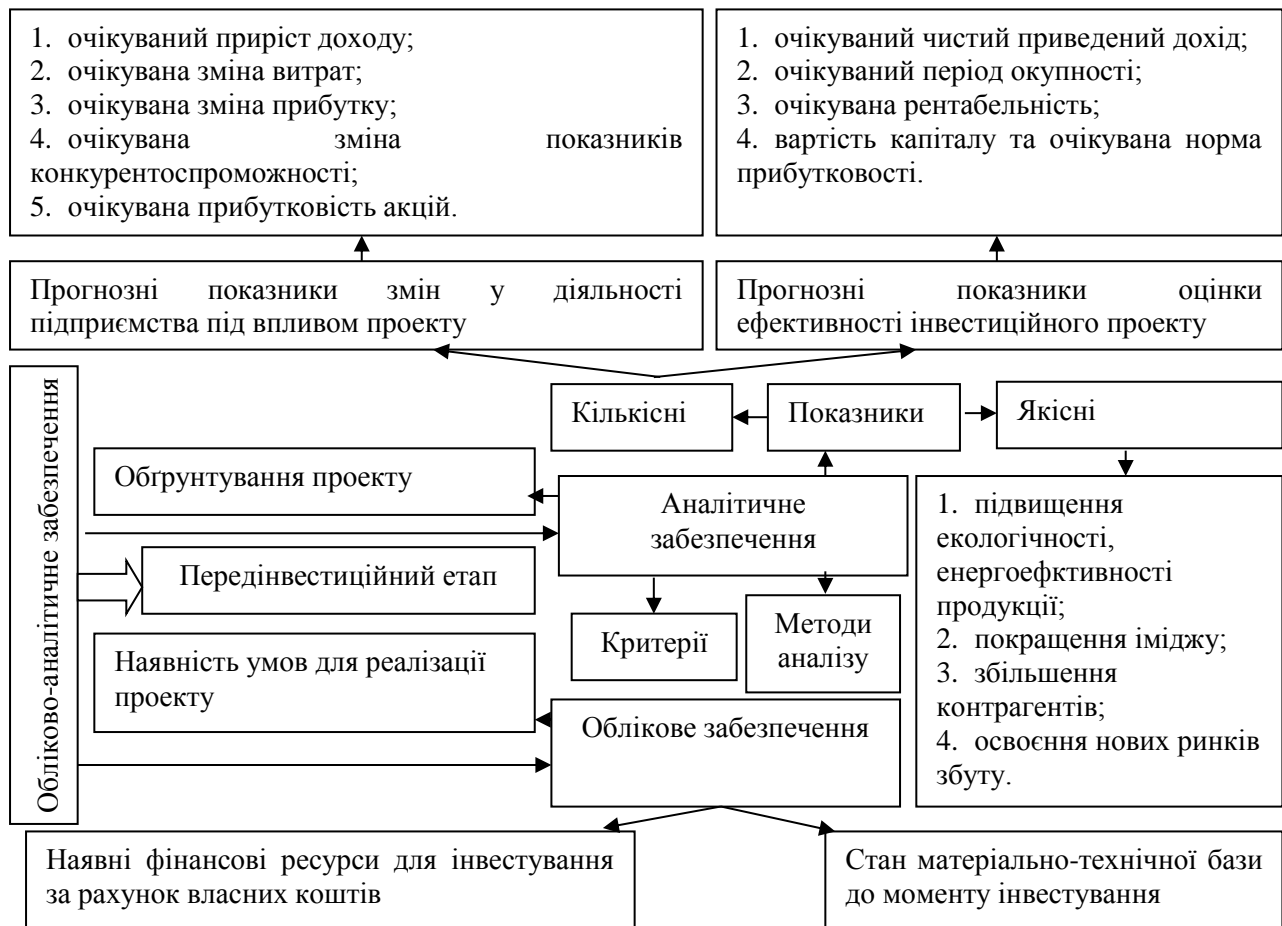 1. очікуваний приріст доходу;
2. очікувана зміна витрат;
3. очікувана зміна прибутку;
4. очікувана зміна показників
конкурентоспроможності;
5. очікувана прибутковість акцій.
1. очікуваний чистий приведений дохід;
2. очікуваний період окупності;
3. очікувана рентабельність;
4. вартість капіталу та очікувана норма
прибутковості.
Прогнозні показники змін у діяльності
підприємства під впливом проекту
Прогнозні показники оцінки
ефективності інвестиційного проекту
Обліково-аналітичне забезпечення
Кількісні
Показники
Якісні
Обґрунтування проекту
Аналітичне
забезпечення
Передінвестиційний етап
Критерії
Методи
аналізу
1. підвищення
екологічності,
енергоефктивності
продукції;
2. покращення іміджу;
3. збільшення
контрагентів;
4. освоєння нових ринків
збуту.
Наявність умов для реалізації
проекту
Облікове забезпечення
Наявні фінансові ресурси для інвестування
за рахунок власних коштів
Стан матеріально-технічної бази
до моменту інвестування